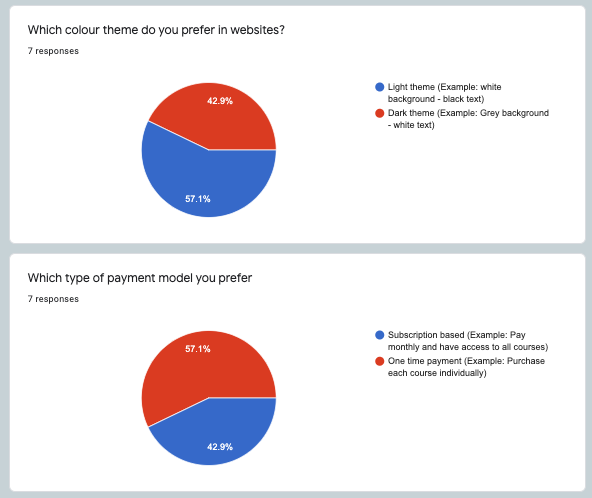 Which colour theme do you prefer in websites?
7 responses
42.9%
57.1%
Light theme (Example: white
background - black text)
Dark theme (Example: Grey background
- white text)
Which type of payment model you prefer
7 responses
57.1%
42.9%
Subscription based (Example: Pay
monthly and have access to all courses)
One time payment (Example: Purchase
each course individually)